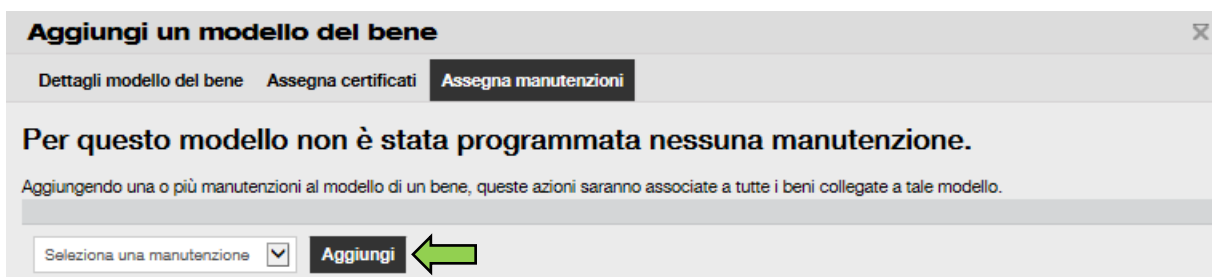 Aggiungi un modello del bene
Dettagli modello del bene Assegna certificati Assegna manutenzioni
Per questo modello non è stata programmata nessuna manutenzione.
Aggiungendo una o più manutenzioni al modello di un bene, queste azioni saranno associate a tutte i beni collegate a tale modello.
Seleziona una manutenzione Aggiungi